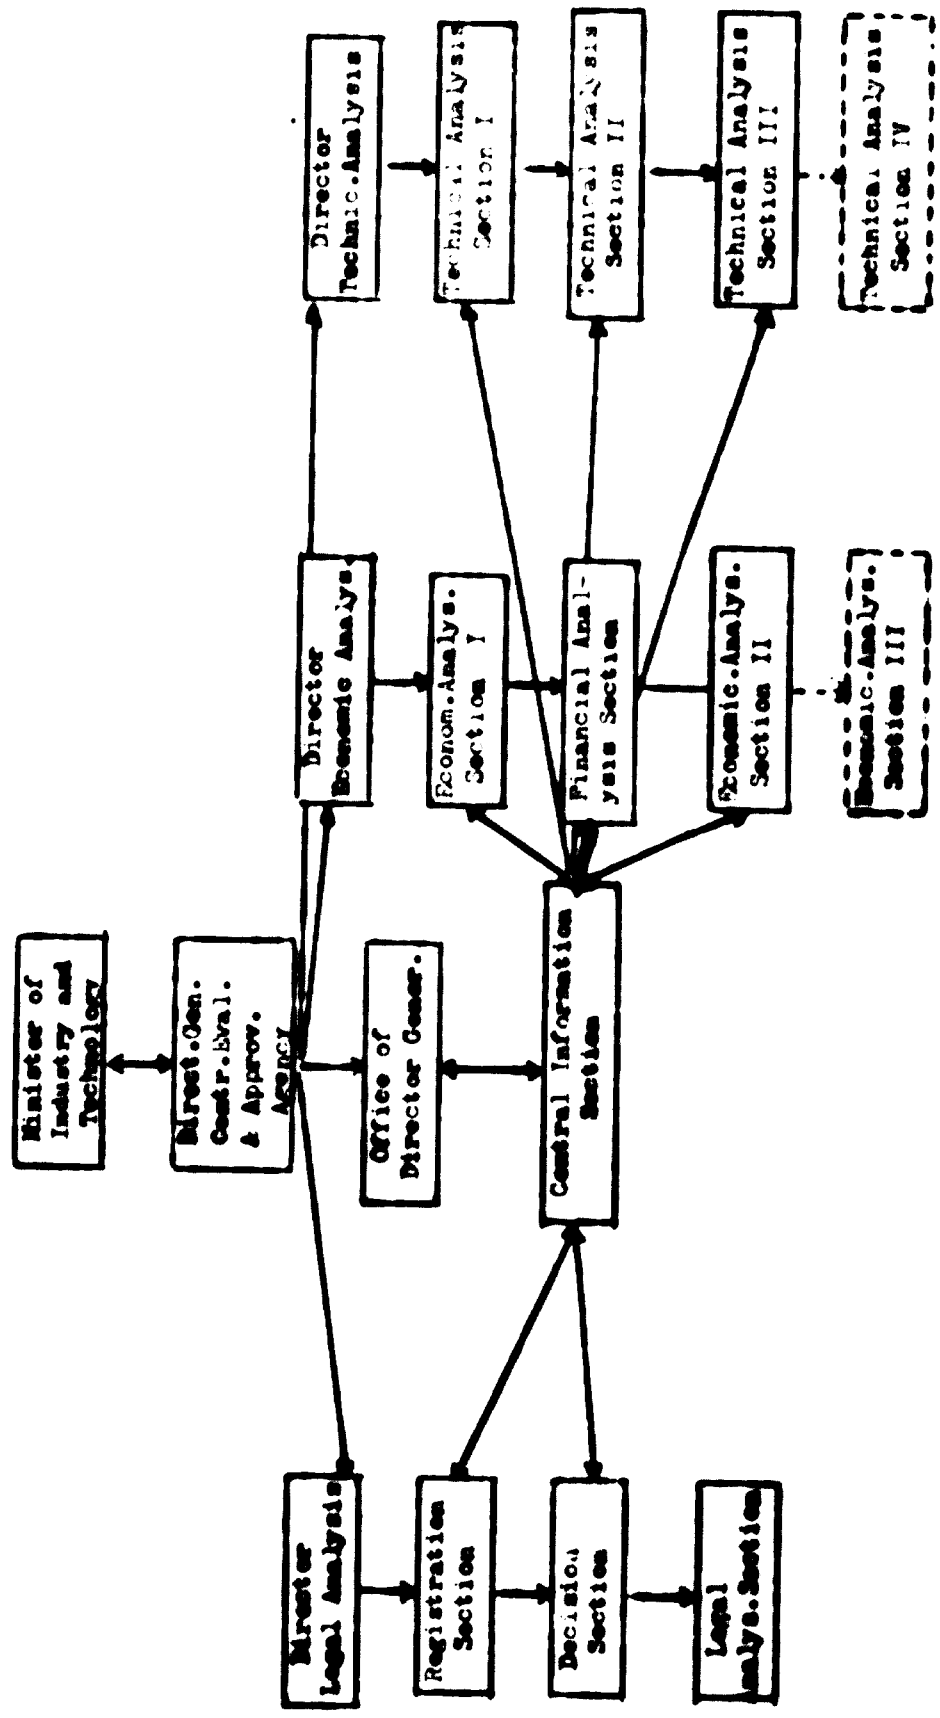 Minister of
Industry and
Technology
Direct.Gen.
Contr.Eval.
& Approv.
Agency
Director
Legal Analysis
Office of
Director Gener.
Director
Economic Analys.
Director
Technic.Analysis
Registration
Section
Econom.Analys.
Section I
Technical Analysis
Section I
Decision
Section
Central Information
Section
Financial Anal-
ysis Section
Technical Analysis
Section II
Legal
Analys.Section
Economic.Analys.
Section II
Technical Analysis
Section III
Economic.Analys.
Section III
Technical Analysis
Section IV